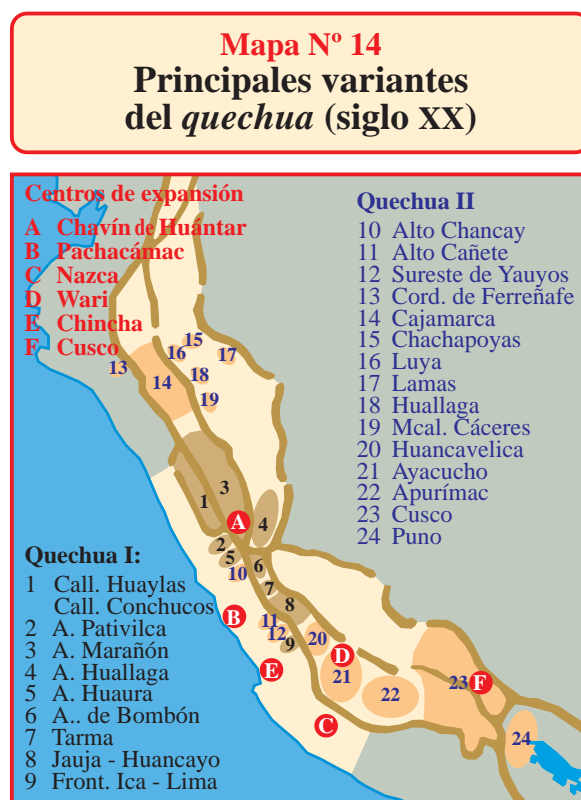 Mapa Nº 14
Principales variantes
del quechua (siglo XX)
Centros de expansión
A Chavín de Huántar
B Pachacámac
C Nazca
D Wari
E Chincha
F Cusco
Quechua II
10 Alto Chancay
11 Alto Cañete
12 Sureste de Yauyos
13 Cord. de Ferreñafe
14 Cajamarca
15 Chachapoyas
16 Luya
17 Lamas
18 Huallaga
19 Mcal. Cáceres
20 Huancavelica
21 Ayacucho
22 Apurímac
23 Cusco
24 Puno
Quechua I:
1 Call. Huaylas
Call. Conchucos
2 A. Pativilca
3 A. Marañón
4 A. Huallaga
5 A. Huaura
6 A.. de Bombón
7 Tarma
8 Jauja - Huancayo
9 Front. Ica - Lima
15
16
17
13
14
18
19
3
1
A
4
2
5
6
10
7
8
B
11
12
9
20
D
E
21
22
23
F
C
24